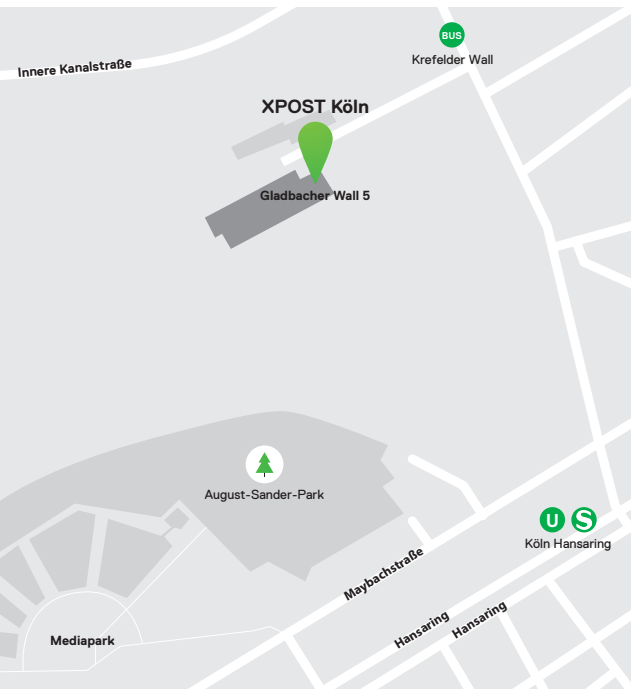 BUS
Krefelder Wall
Innere Kanalstraße
XPOST Köln
Gladbacher Wall 5
August-Sander-Park
U S
Köln Hansaring
Maybachstraße
Hansaring
Hansaring
Mediapark